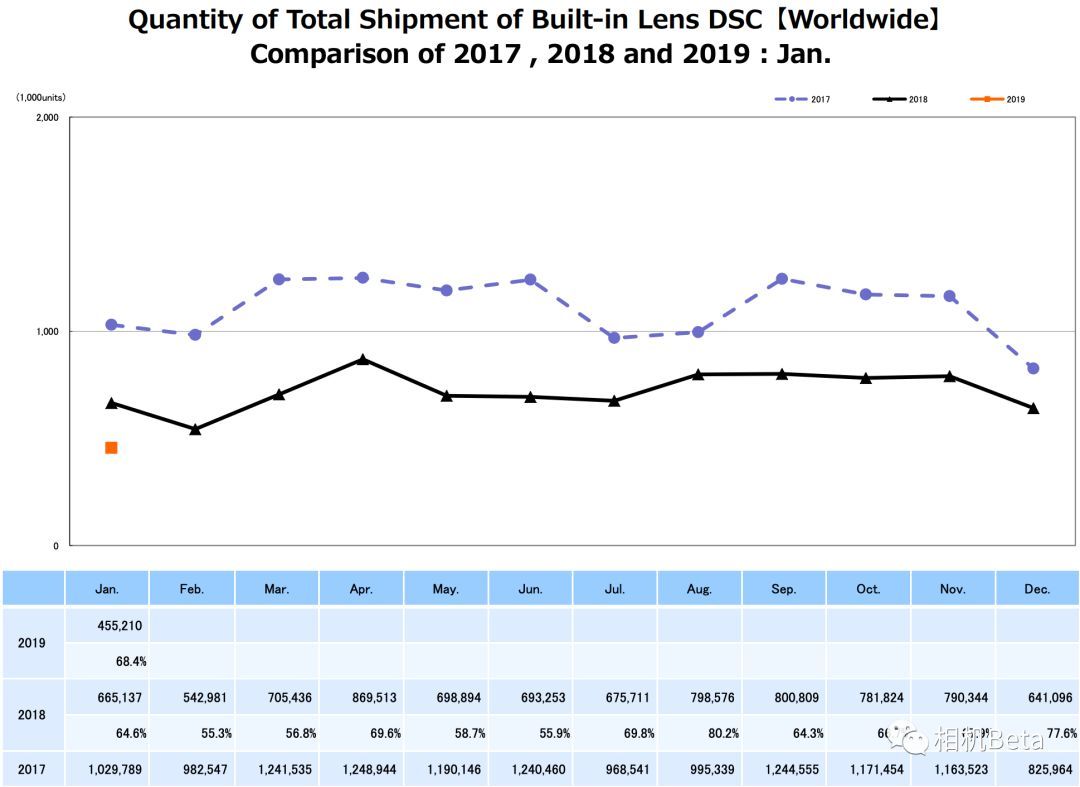 Quantity of Total Shipment of Built-in Lens DSC【Worldwide】
Comparison of 2017 , 2018 and 2019 : Jan.
(1,000units)
2017 2018 2019
2,000
1,000
0
Jan. Feb. Mar. Apr. May. Jun. Jul. Aug. Sep. Oct. Nov. Dec.
2019
455,210
68.4%
2018
665,137 542,981 705,436 869,513 698,894 693,253 675,711 798,576 800,809 781,824 790,344 641,096
64.6% 55.3% 56.8% 69.6% 58.7% 55.9% 69.8% 80.2% 64.3% 77.6%
相机Beta
2017 1,029,789 982,547 1,241,535 1,248,944 1,190,146 1,240,460 968,541 995,339 1,244,555 1,171,454 1,163,523 825,964